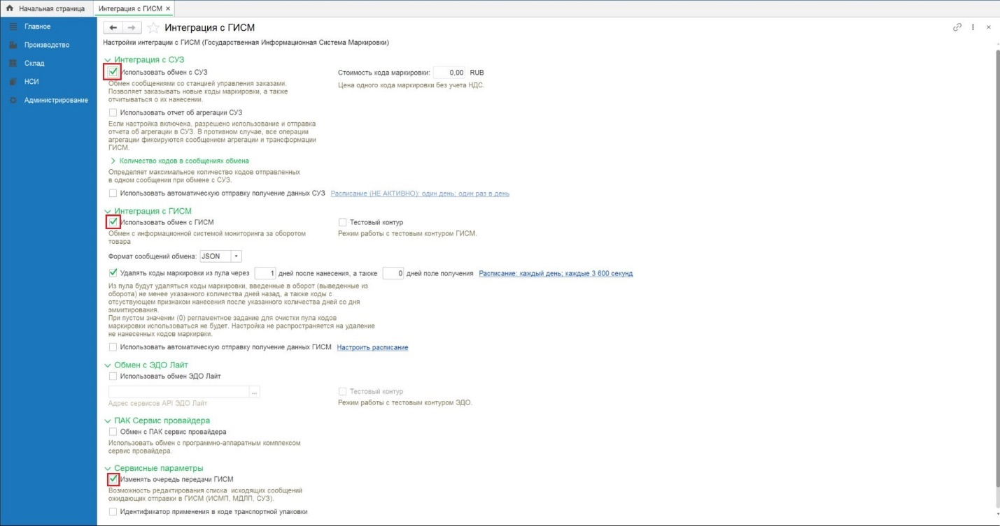 Начальная страница
Интеграция с ГИСМ ×
Главное
Производство
Склад
НСИ
Администрирование
Интеграция с ГИСМ
Настройки интеграции с ГИСМ (Государственная Информационная Система Маркировки)
Интеграция с СУЗ
Использовать обмен с СУЗ
Стоимость кода маркировки: 0,00 RUB
Обмен сообщениями со станцией управления заказами.
Позволяет заказывать новые коды маркировки, а также
отчитываться о их нанесении.
Цена одного кода маркировки без учета НДС.
Использовать отчет об агрегации СУЗ
Если настройка включена, разрешено использование и отправка
отчета об агрегации в СУЗ. В противном случае, все операции
агрегации фиксируются сообщением агрегации и трансформации
ГИСМ.
Количество кодов в сообщениях обмена
Определяет максимальное количество кодов отправленных
в одном сообщении при обмене с СУЗ.
Использовать автоматическую отправку получение данных СУЗ Расписание (НЕ АКТИВНО): один день; один раз в день
Интеграция с ГИСМ
Использовать обмен с ГИСМ
Тестовый контур
Обмен с информационной системой мониторинга за оборотом
товара
Режим работы с тестовым контуром ГИСМ.
Формат сообщений обмена: JSON
Удалять коды маркировки из пула через 1 дней после нанесения, а также 0 дней поле получения Расписание: каждый день; каждые 3 600 секунд
Из пула будут удаляться коды маркировки, введенные в оборот (выведенные из
оборота) не менее указанного количества дней назад, а также коды с
отсуствующем признаком нанесения после указанного количества дней со дня
эммитирования.
При пустом значении (0) регламентное задание для очистки пула кодов
маркировки использоваться не будет. Настройка не распространяется на удаление
не нанесенных кодов маркирвки.
Использовать автоматическую отправку получение данных ГИСМ Настроить расписание
Обмен с ЭДО Лайт
Использовать обмен ЭДО Лайт
...
Тестовый контур
Адрес сервисов API ЭДО Лайт
Режим работы с тестовым контуром ЭДО.
ПАК Сервис провайдера
Обмен с ПАК сервис провайдера
Использовать обмен с программно-аппаратным комплексом
сервис провайдера.
Сервисные параметры
Изменять очередь передачи ГИСМ
Возможность редактирования списка исходящих сообщений
ожидающих отправки в ГИСМ (ИСМП, МДЛП, СУЗ).
Идентификатор применения в коде транспортной упаковки